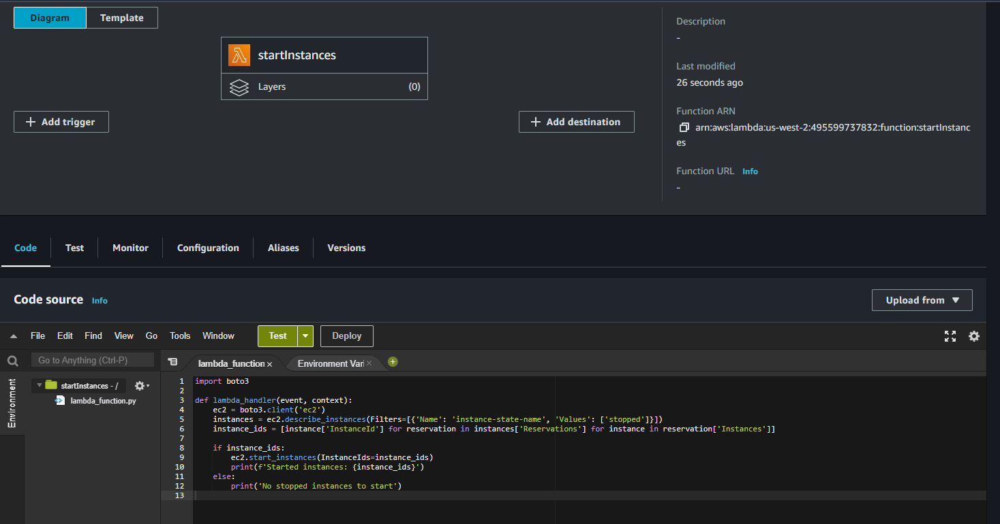 Diagram
Template
startInstances
Layers
(0)
Add trigger
Add destination
Description
-
Last modified
26 seconds ago
Function ARN
arn:aws:lambda:us-west-2:495599737832:function:startInstanc
es
Function URL Info
-
Code
Test
Monitor
Configuration
Aliases
Versions
Code source Info
Upload from
File Edit Find View Go Tools Window
Test
Deploy
Go to Anything (Ctrl-P)
Environment
startInstances - /
lambda_function.py
lambda_function ×
Environment Vari ×
1 import boto3
2
3 def lambda_handler(event, context):
4     ec2 = boto3.client('ec2')
5     instances = ec2.describe_instances(Filters=[{'Name': 'instance-state-name', 'Values': ['stopped']}])
6     instance_ids = [instance['InstanceId'] for reservation in instances['Reservations'] for instance in reservation['Instances']]
7
8     if instance_ids:
9         ec2.start_instances(InstanceIds=instance_ids)
10         print(f'Started instances: {instance_ids}')
11     else:
12         print('No stopped instances to start')
13